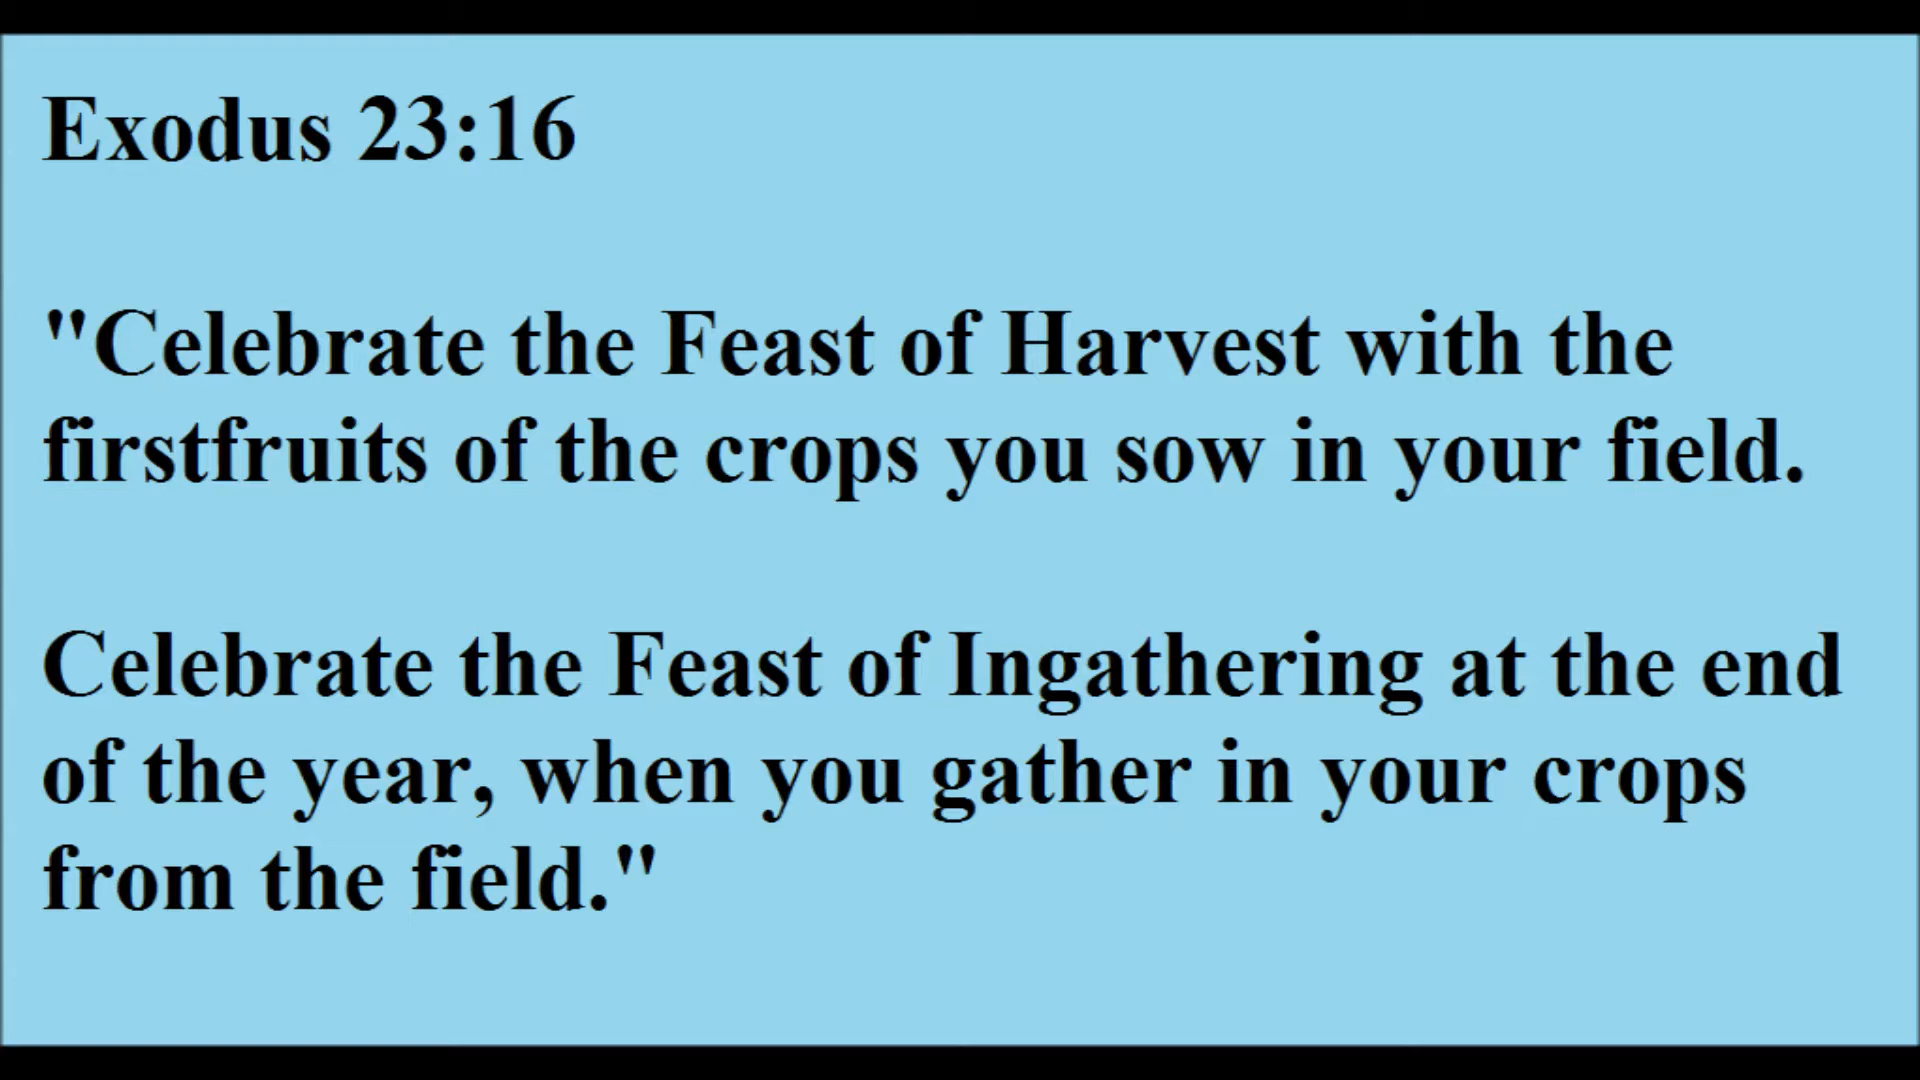 Exodus 23:16
"Celebrate the Feast of Harvest with the
firstfruits of the crops you sow in your field.
Celebrate the Feast of Ingathering at the end
of the year, when you gather in your crops
from the field."